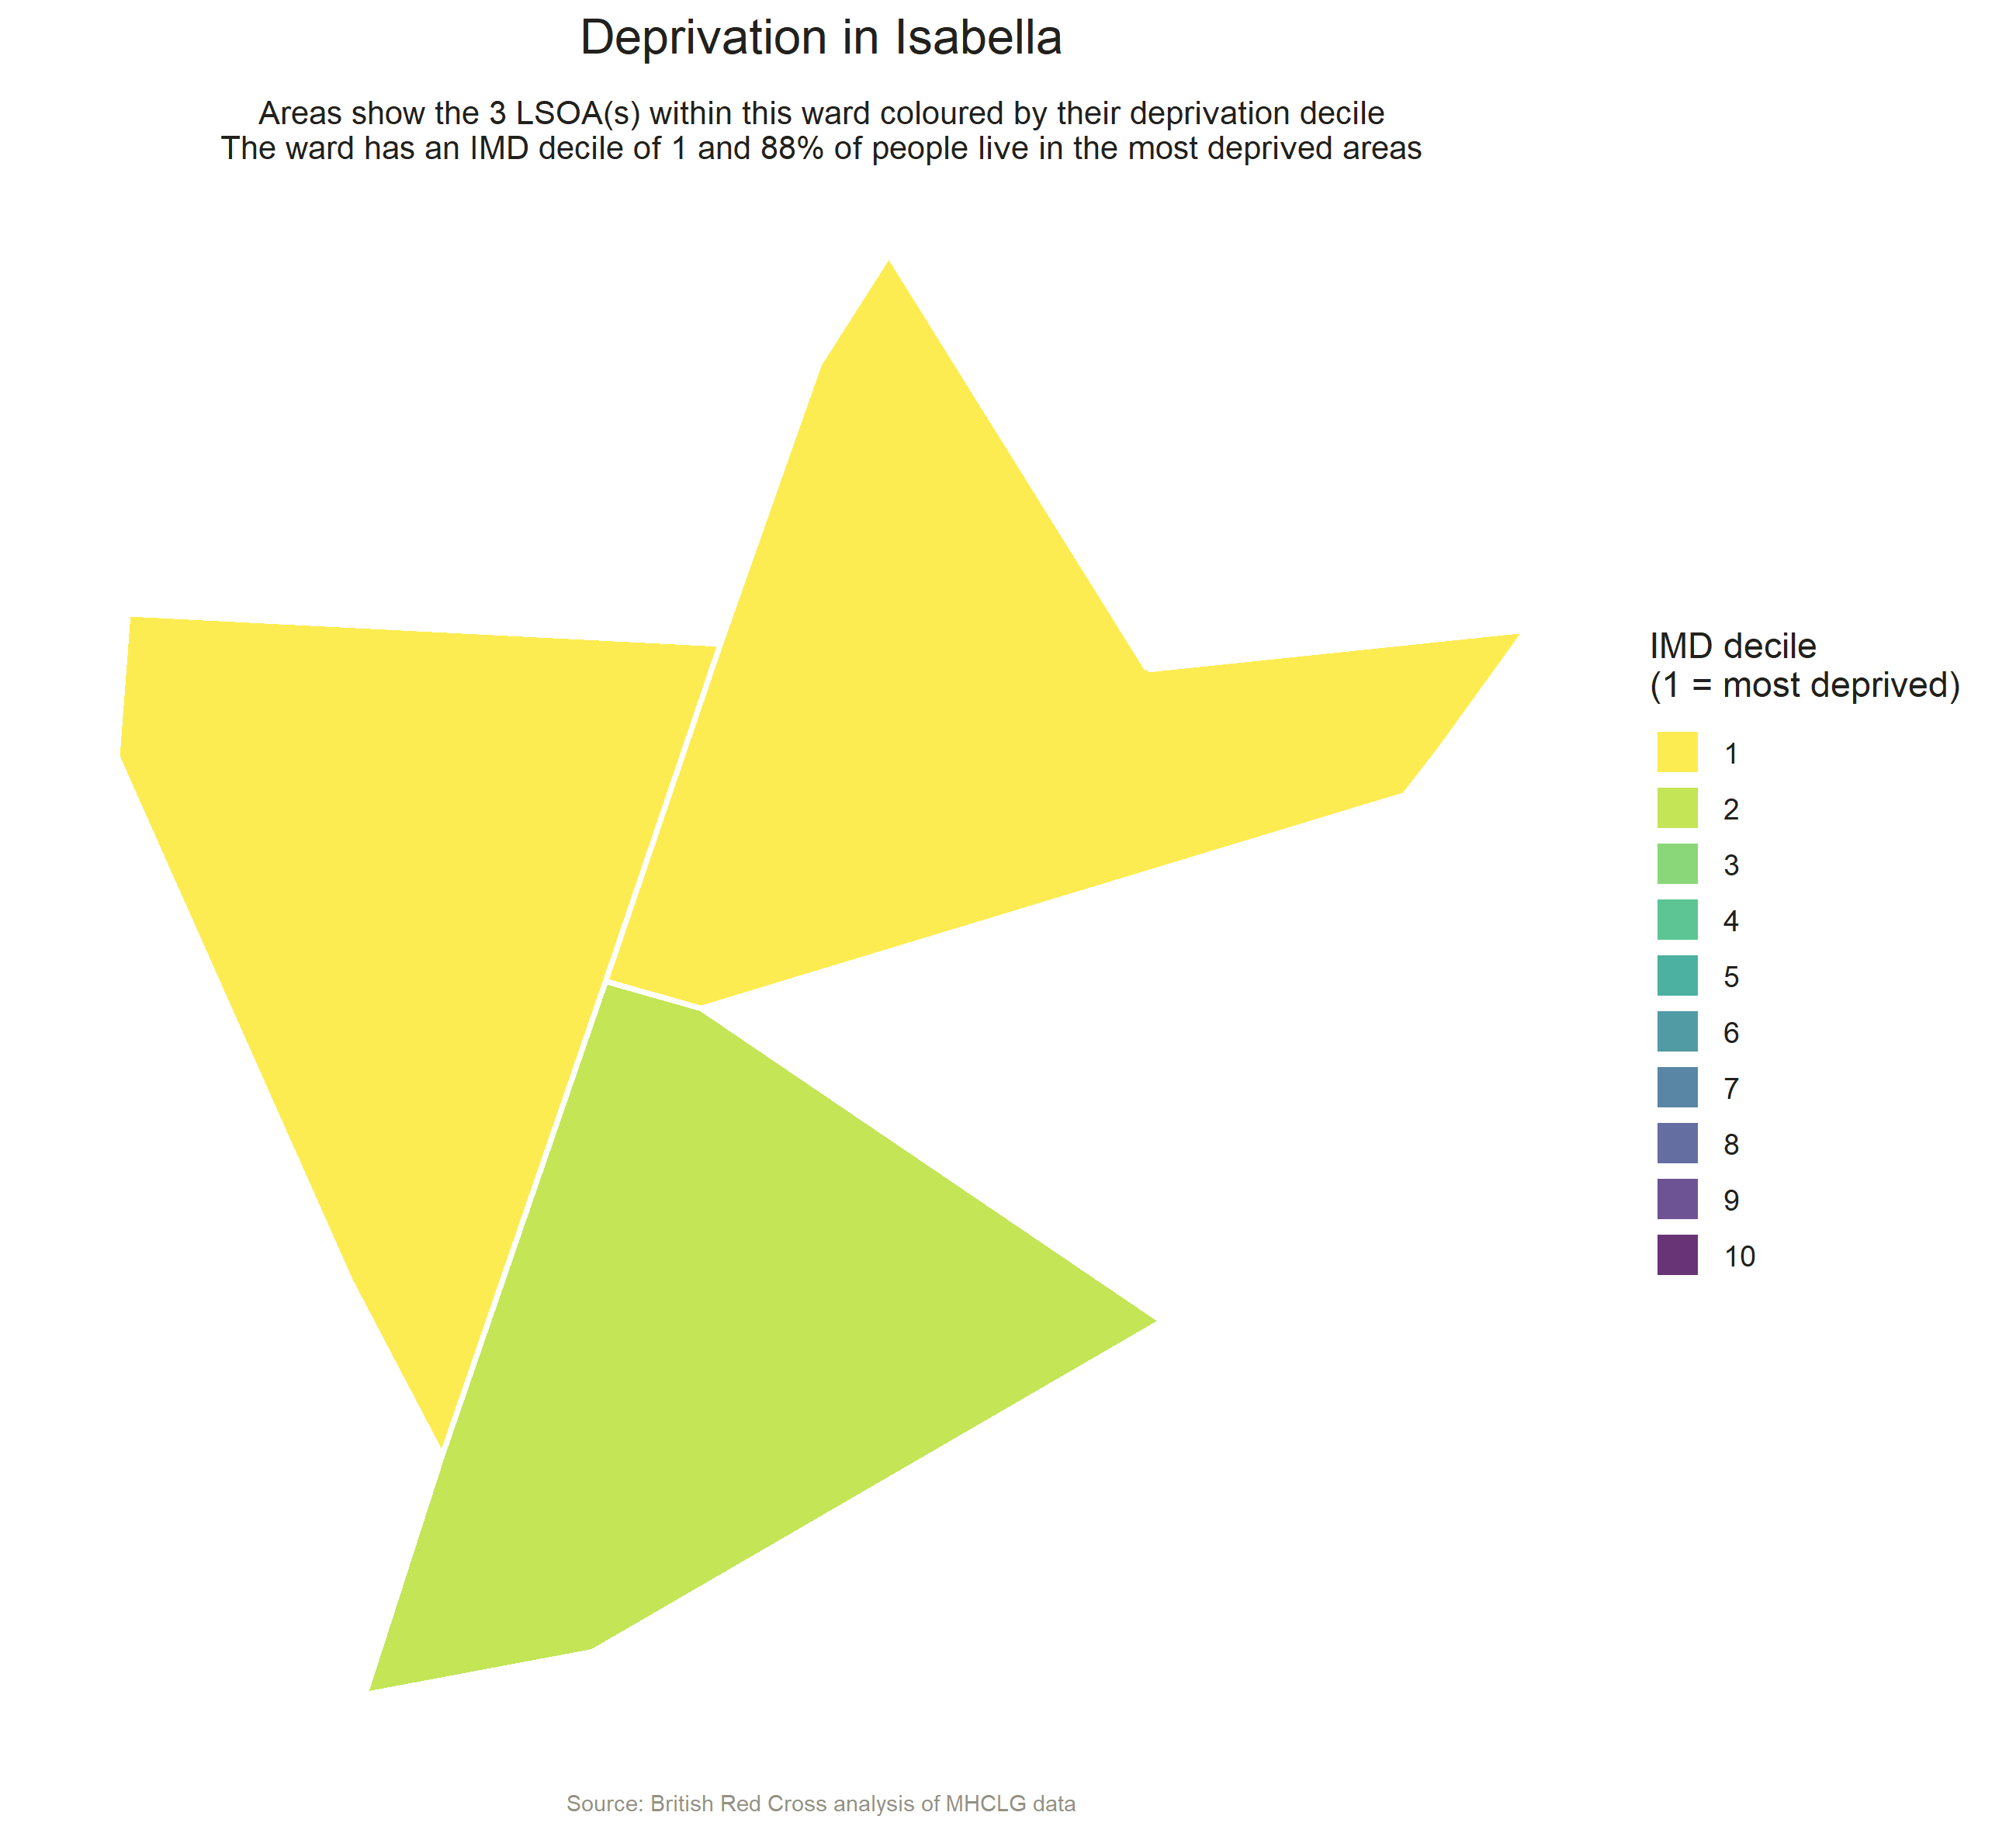 Deprivation in Isabella
Areas show the 3 LSOA(s) within this ward coloured by their deprivation decile
The ward has an IMD decile of 1 and 88% of people live in the most deprived areas
IMD decile
(1 = most deprived)
1
2
3
4
5
6
7
8
9
10
Source: British Red Cross analysis of MHCLG data